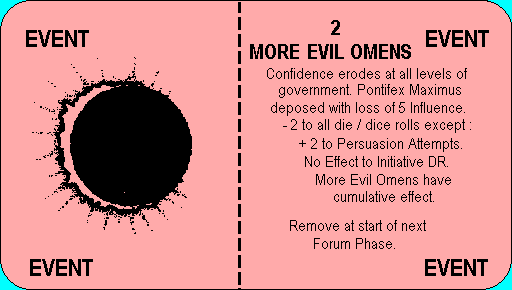 EVENT
EVENT
2
MORE EVIL OMENS
EVENT
Confidence erodes at all levels of
government. Pontifex Maximus
deposed with loss of 5 Influence.
- 2 to all die / dice rolls except :
+ 2 to Persuasion Attempts.
No Effect to Initiative DR.
More Evil Omens have
cumulative effect.
Remove at start of next
Forum Phase.
EVENT